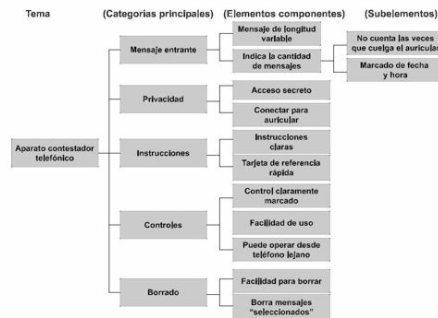 Tema
(Categorías principales)
(Elementos componentes)
(Subelementos)
Aparato contestador
telefónico
Mensaje entrante
Mensaje de longitud
variable
Indica la cantidad
de mensajes
No cuenta las veces
que cuelga el auricular
Marcado de fecha
y hora
Privacidad
Acceso secreto
Conectar para
auricular
Instrucciones
Instrucciones
claras
Tarjeta de referencia
rápida
Controles
Control claramente
marcado
Facilidad de uso
Puede operar desde
teléfono lejano
Borrado
Facilidad para borrar
Borra mensajes
“seleccionados”